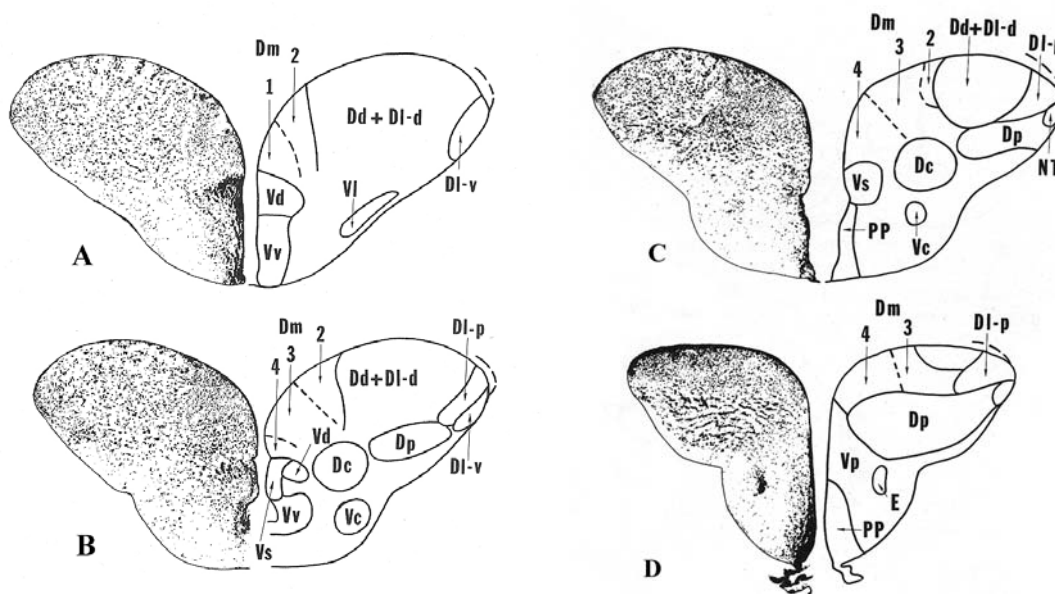 Dm
2
1
Dd + Dl-d
Vl
Dl-v
Vd
Vv
A
Dm
2
3
4
Dl-p
Dd+Dl-d
Vd
Dc
Dp
Dl-v
Vv
Vc
Vs
B
Dd+Dl-d
Dm
2
3
4
Dp
NT
Dc
Vs
PP
Vc
C
Dm
3
4
Dl-p
Dp
Vp
E
PP
D